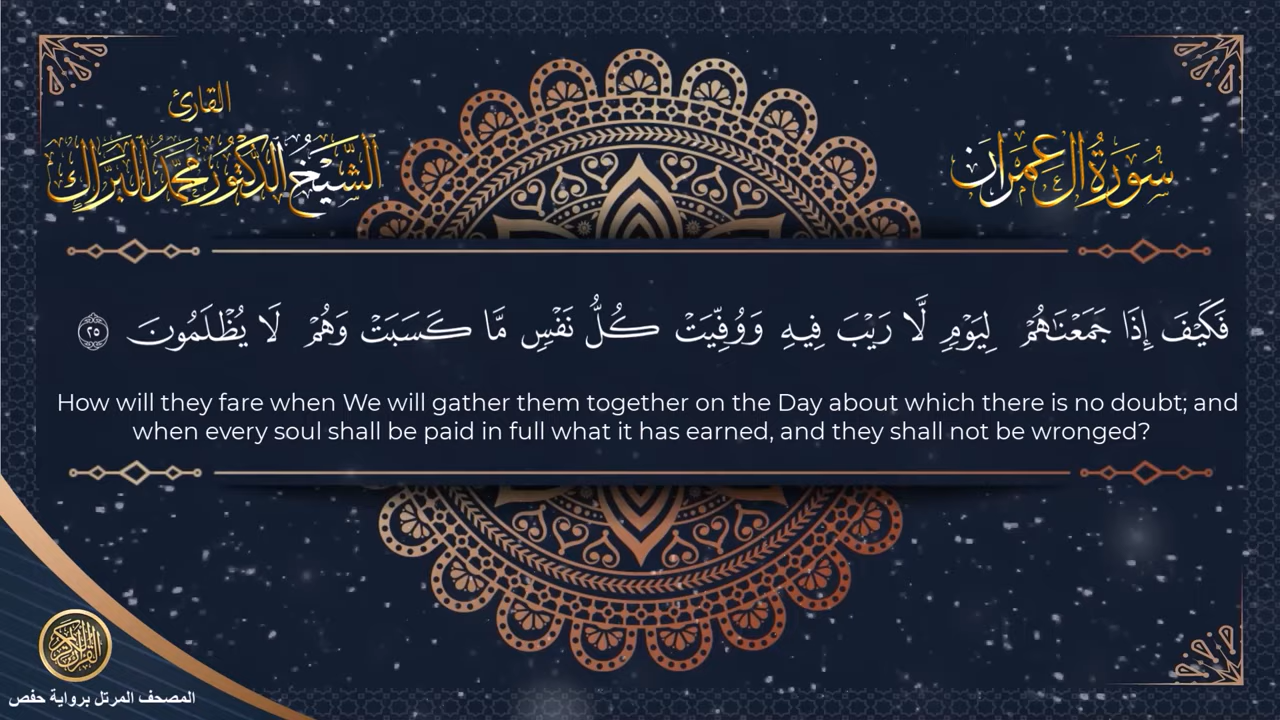 القارئ
الشيخ الدكتور محمد البراك
سورة آل عمران
فَكَيْفَ إِذَا جَمَعْنَٰهُمْ لِيَوْمٍ لَّا رَيْبَ فِيهِ وَوُفِّيَتْ كُلُّ نَفْسٍ مَّا كَسَبَتْ وَهُمْ لَا يُظْلَمُونَ ٢٥
How will they fare when We will gather them together on the Day about which there is no doubt; and
when every soul shall be paid in full what it has earned, and they shall not be wronged?
القرآن الكريم
المصحف المرتل برواية حفص